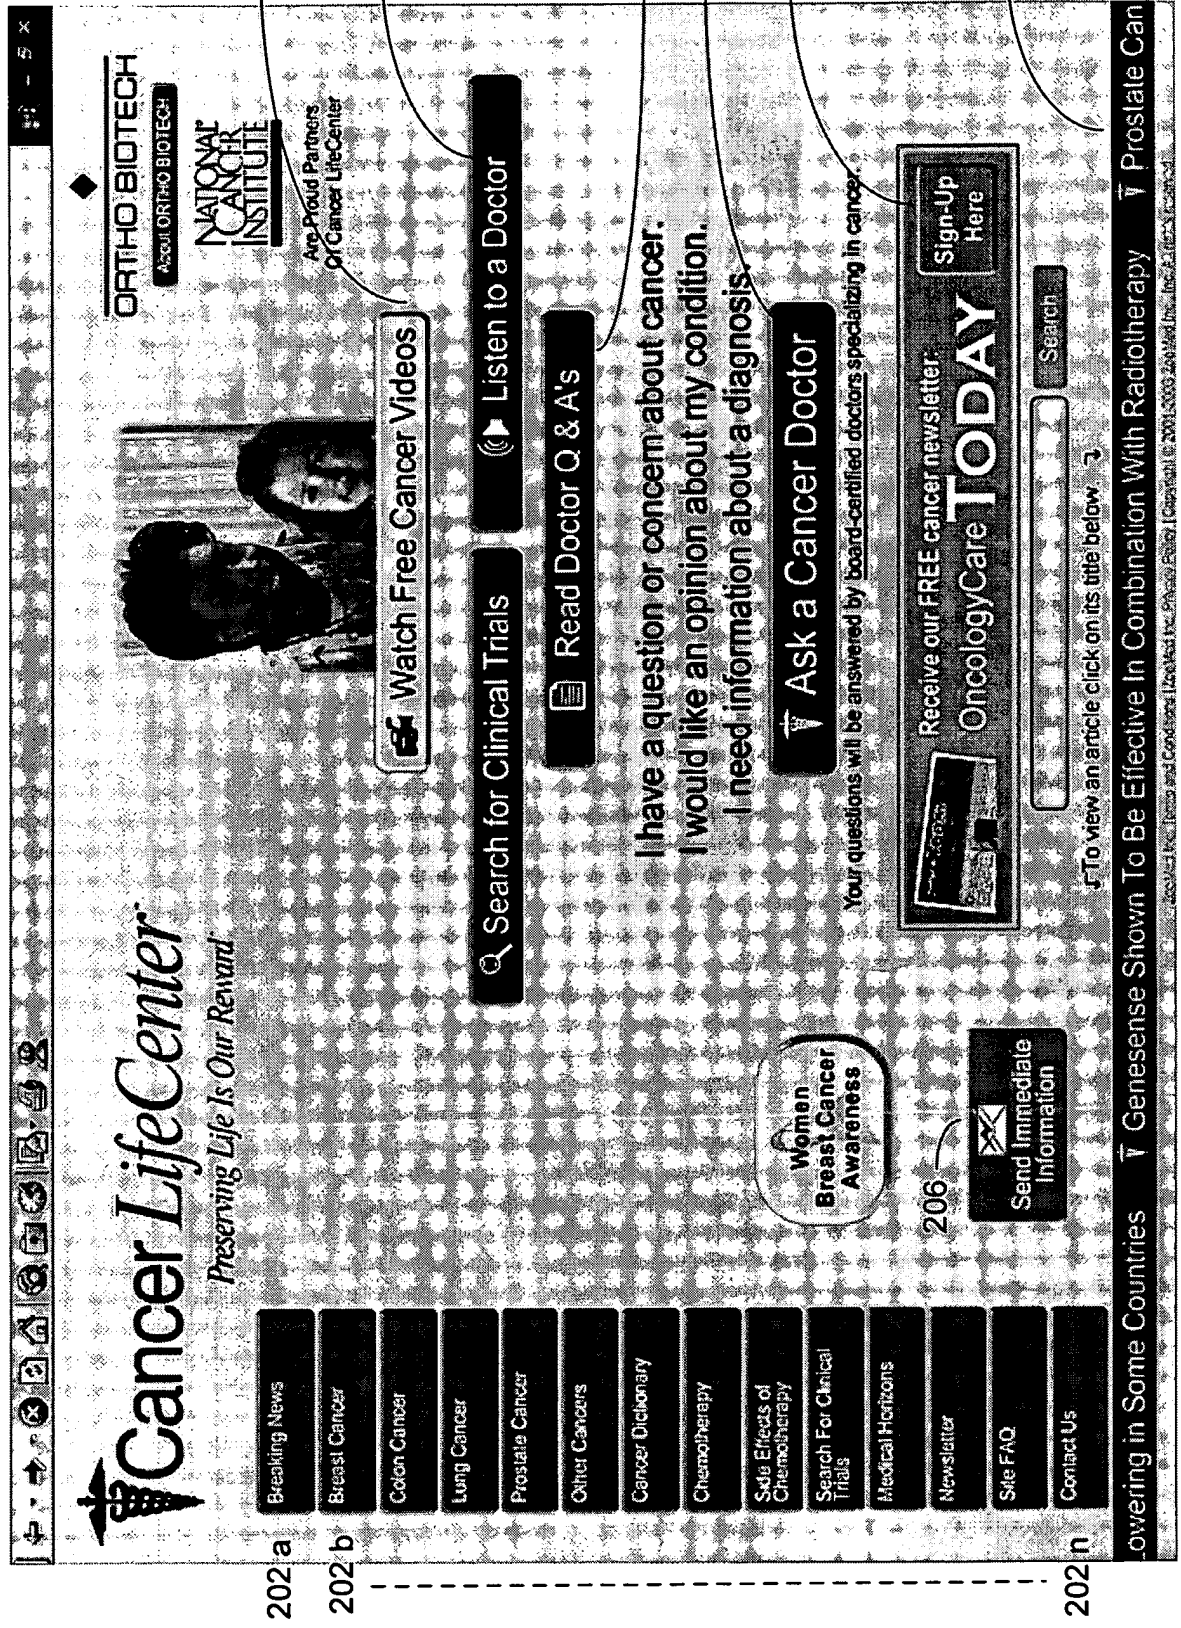 Cancer LifeCenter
Preserving Life Is Our Reward
ORTHO BIOTECH
About ORTHO BIOTECH
NATIONAL
CANCER
INSTITUTE
Are Proud Partners
Of Cancer LifeCenter
202 a
Breaking News
202 b
Breast Cancer
Colon Cancer
Lung Cancer
Prostate Cancer
Other Cancers
Cancer Dictionary
Chemotherapy
Side Effects of
Chemotherapy
Search For Clinical
Trials
Medical Horizons
Newsletter
Site FAQ
202 n
Contact Us
Watch Free Cancer Videos
Search for Clinical Trials
Listen to a Doctor
Read Doctor Q & A's
I have a question or concern about cancer.
I would like an opinion about my condition.
I need information about a diagnosis.
Ask a Cancer Doctor
Your questions will be answered by board-certified doctors specializing in cancer.
Women
Breast Cancer
Awareness
206
Send Immediate
Information
Receive our FREE cancer newsletter.
OncologyCare TODAY
Sign-Up
Here
Search
To view an article click on its title below
Lowering in Some Countries
Genesense Shown To Be Effective In Combination With Radiotherapy
Prostate Can